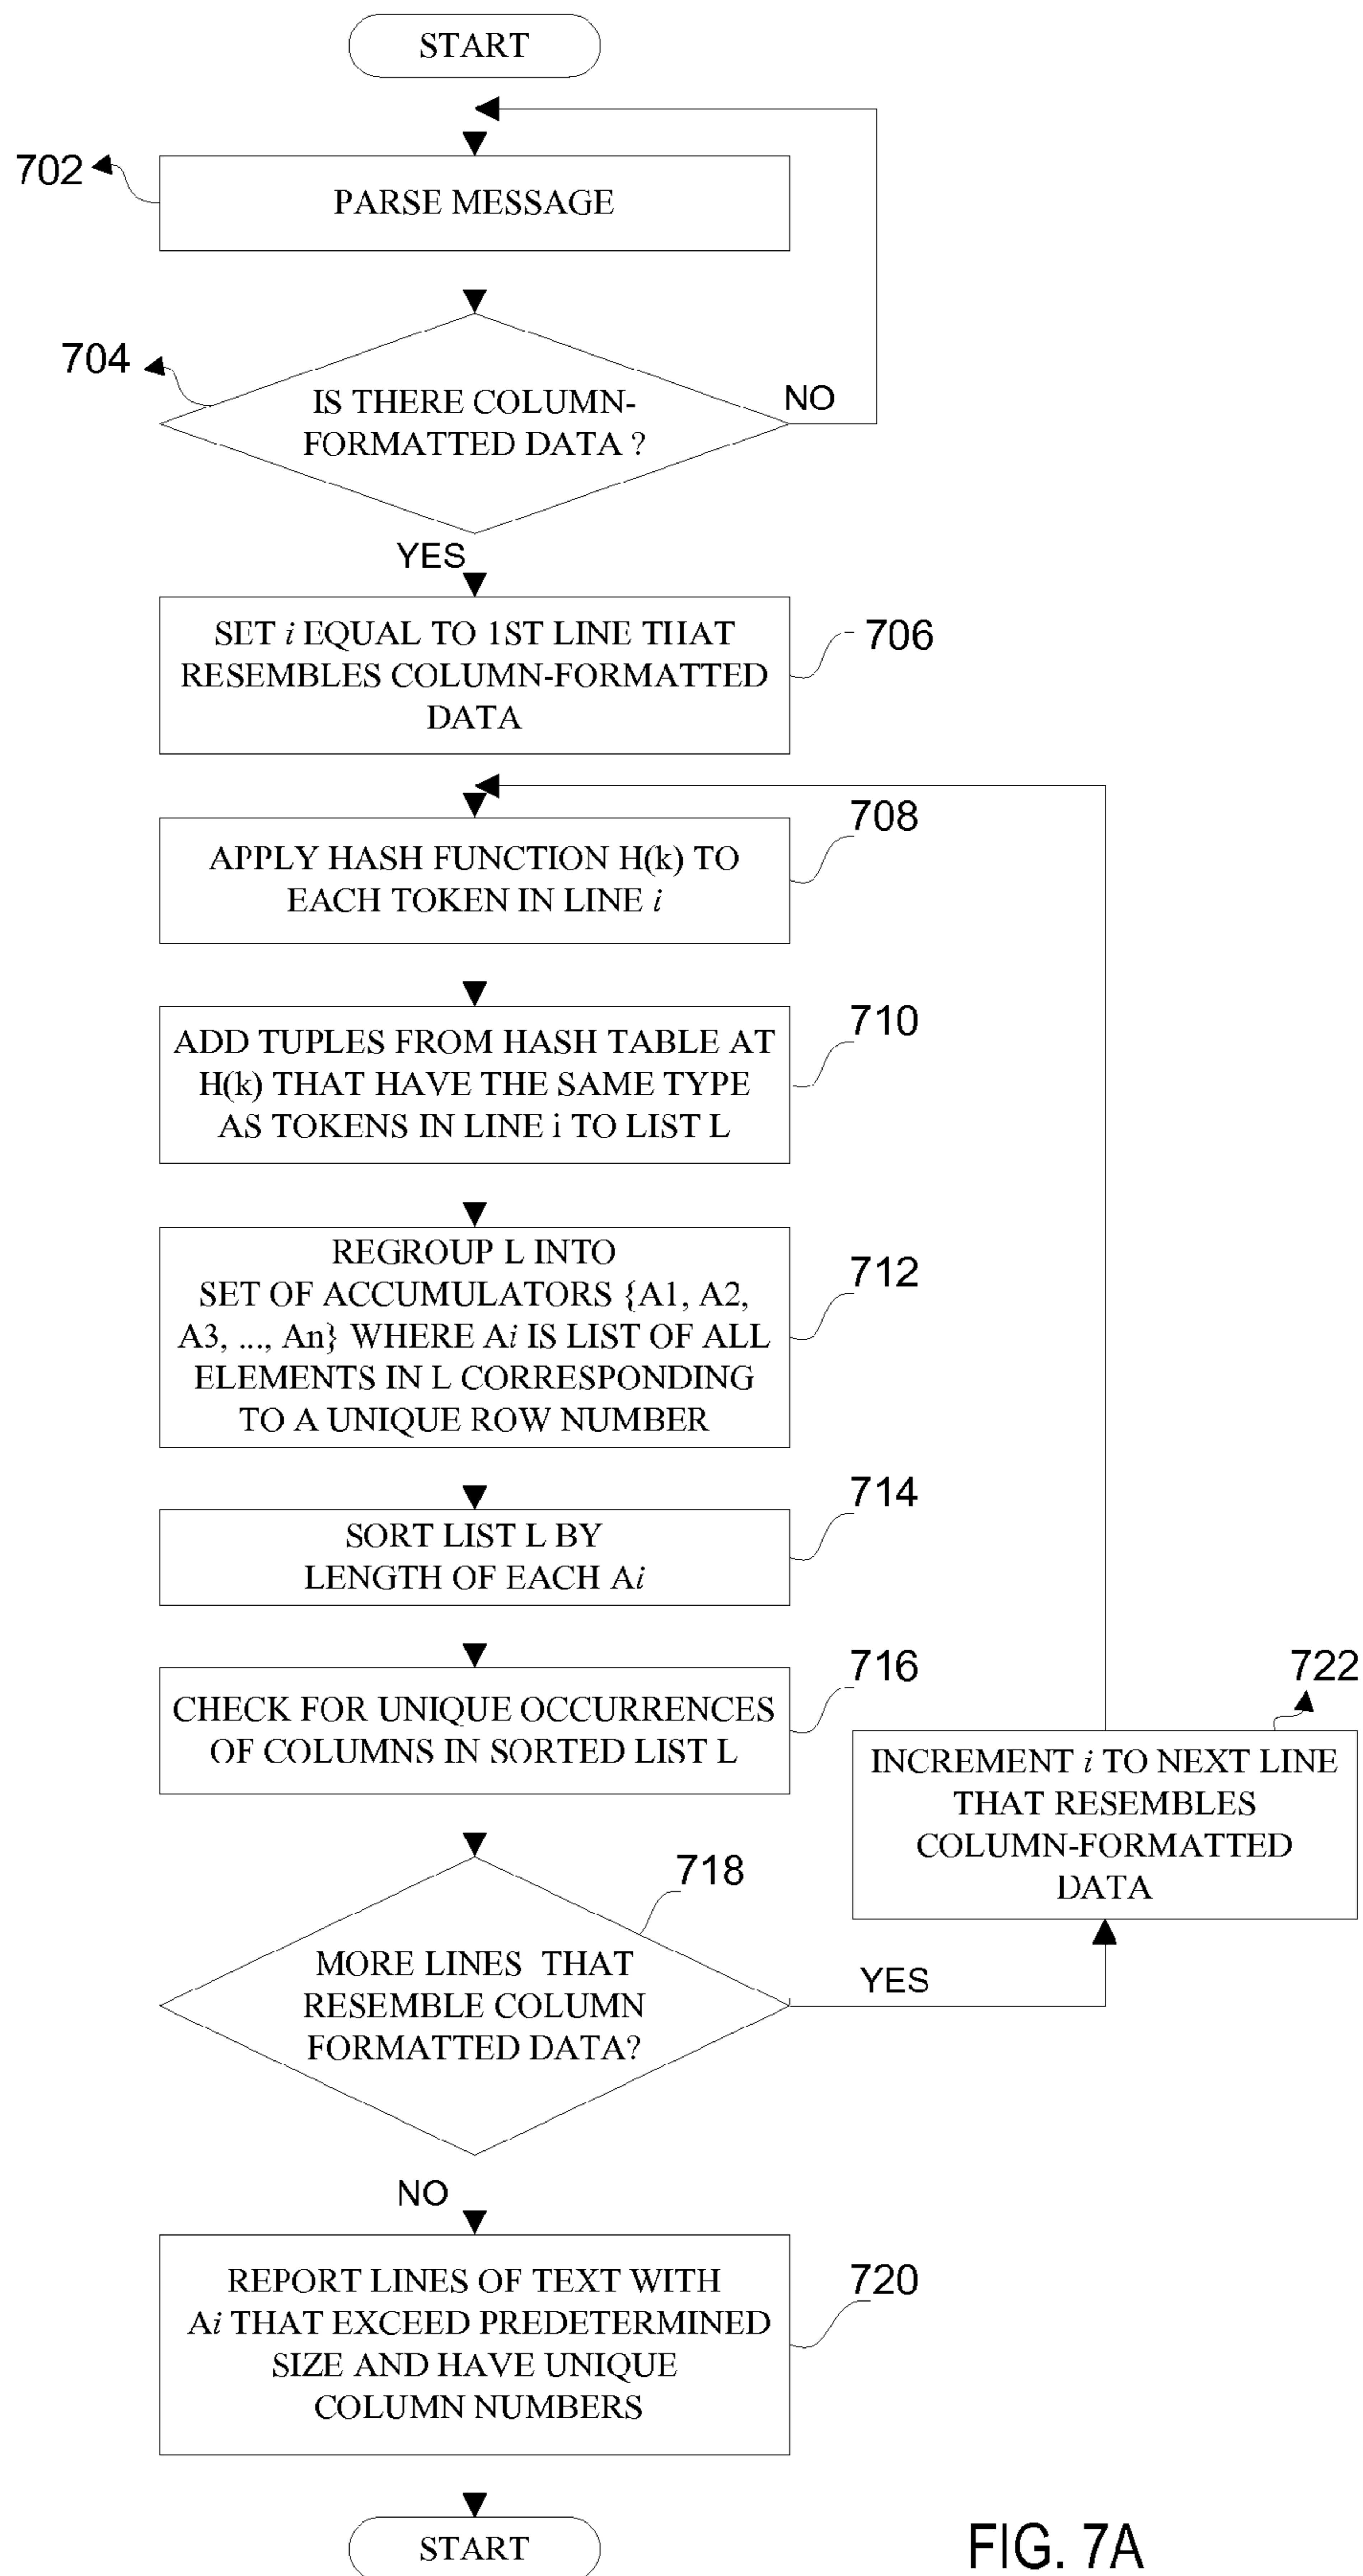 START
702
PARSE MESSAGE
704
IS THERE COLUMN-
FORMATTED DATA ?
NO
YES
SET i EQUAL TO 1ST LINE THAT
RESEMBLES COLUMN-FORMATTED
DATA
706
708
APPLY HASH FUNCTION H(k) TO
EACH TOKEN IN LINE i
710
ADD TUPLES FROM HASH TABLE AT
H(k) THAT HAVE THE SAME TYPE
AS TOKENS IN LINE i TO LIST L
712
REGROUP L INTO
SET OF ACCUMULATORS {A1, A2,
A3, ..., An} WHERE Ai IS LIST OF ALL
ELEMENTS IN L CORRESPONDING
TO A UNIQUE ROW NUMBER
714
SORT LIST L BY
LENGTH OF EACH Ai
716
CHECK FOR UNIQUE OCCURRENCES
OF COLUMNS IN SORTED LIST L
722
INCREMENT i TO NEXT LINE
THAT RESEMBLES
COLUMN-FORMATTED
DATA
718
MORE LINES THAT
RESEMBLE COLUMN
FORMATTED DATA?
YES
NO
720
REPORT LINES OF TEXT WITH
Ai THAT EXCEED PREDETERMINED
SIZE AND HAVE UNIQUE
COLUMN NUMBERS
START
FIG. 7A